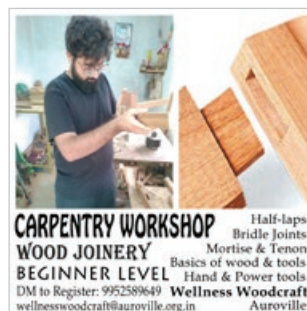 CARPENTRY WORKSHOP
WOOD JOINERY
BEGINNER LEVEL
DM to Register: 9952589649
wellnesswoodcraft@auroville.org.in
Half-laps
Bridle Joints
Mortise & Tenon
Basics of wood & tools
Hand & Power tools
Wellness Woodcraft
Auroville